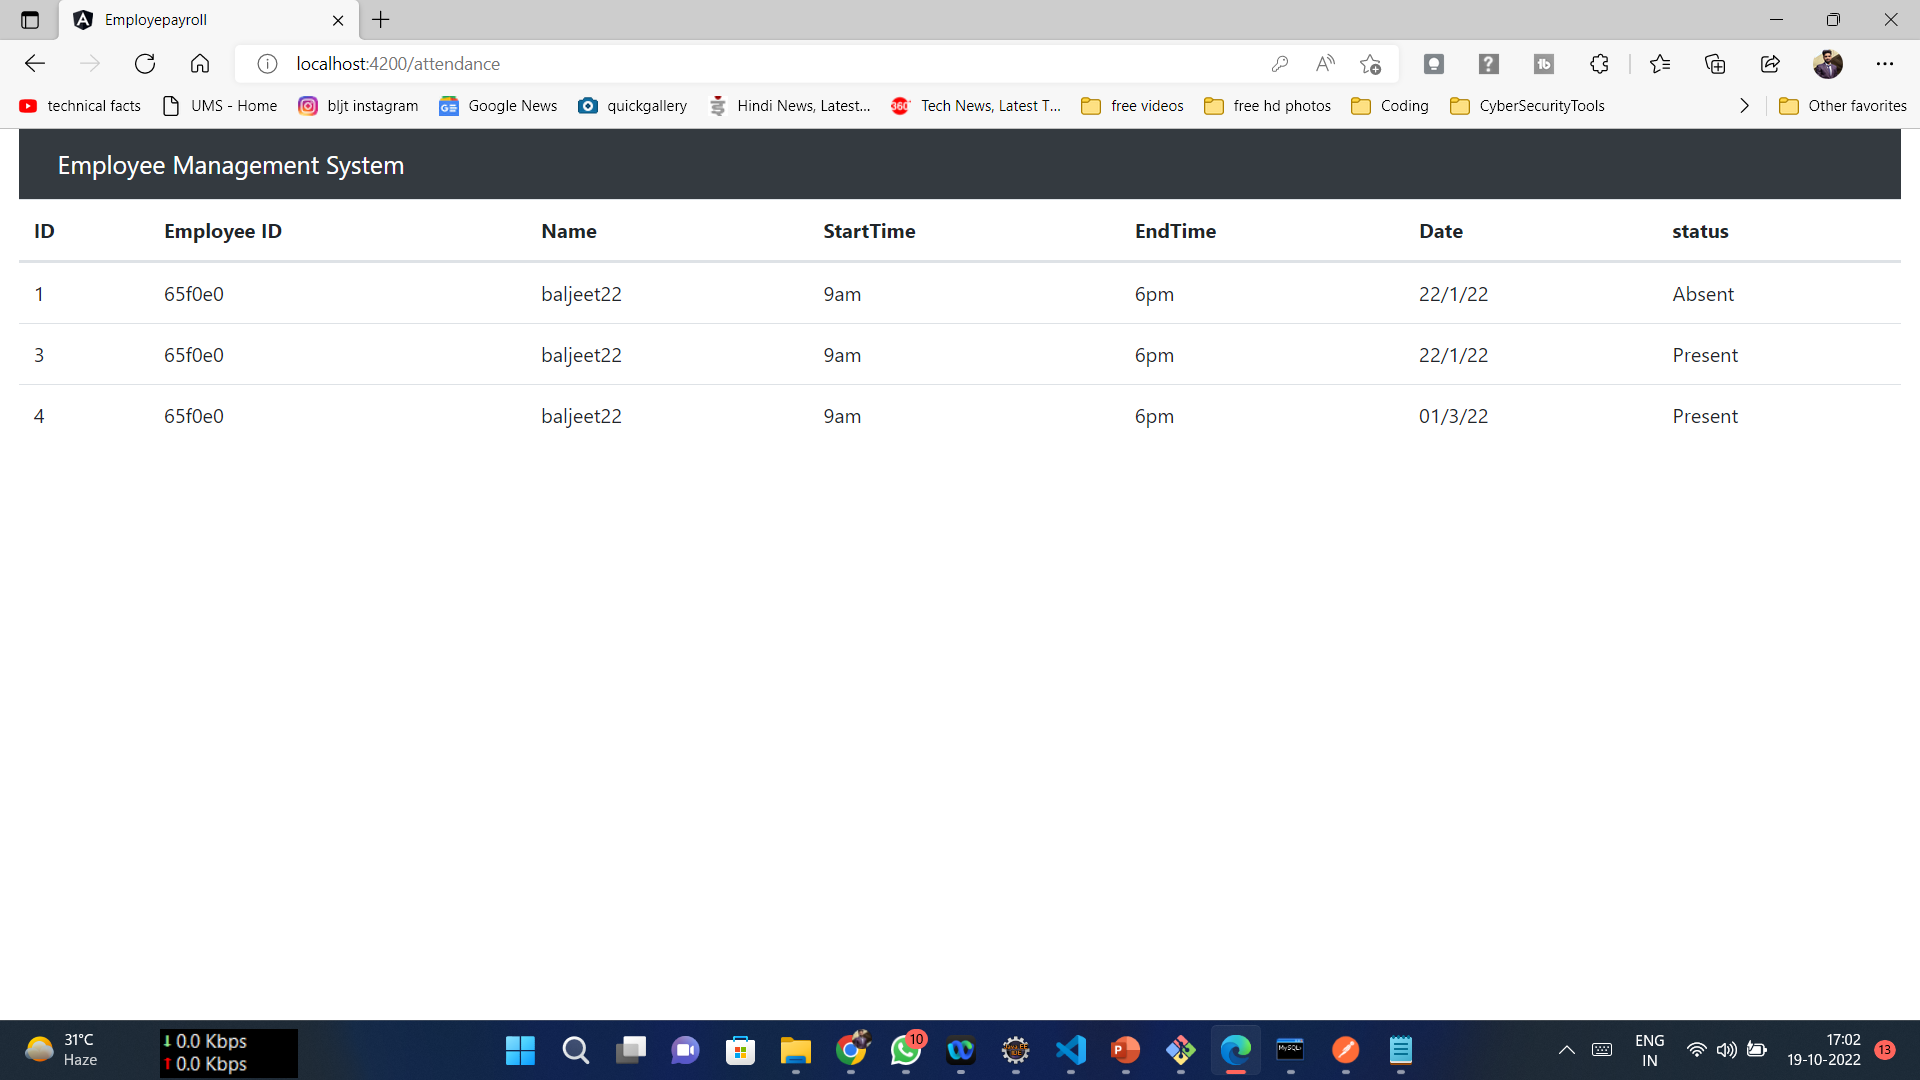 Employepayroll
localhost:4200/attendance
technical facts UMS - Home bljt instagram Google News quickgallery Hindi News, Latest... Tech News, Latest T... free videos free hd photos Coding CyberSecurityTools Other favorites
Employee Management System
ID Employee ID Name StartTime EndTime Date status
1 65f0e0 baljeet22 9am 6pm 22/1/22 Absent
3 65f0e0 baljeet22 9am 6pm 22/1/22 Present
4 65f0e0 baljeet22 9am 6pm 01/3/22 Present
31°C 0.0 Kbps 10 ENG 17:02
Haze 0.0 Kbps IN 19-10-2022 13